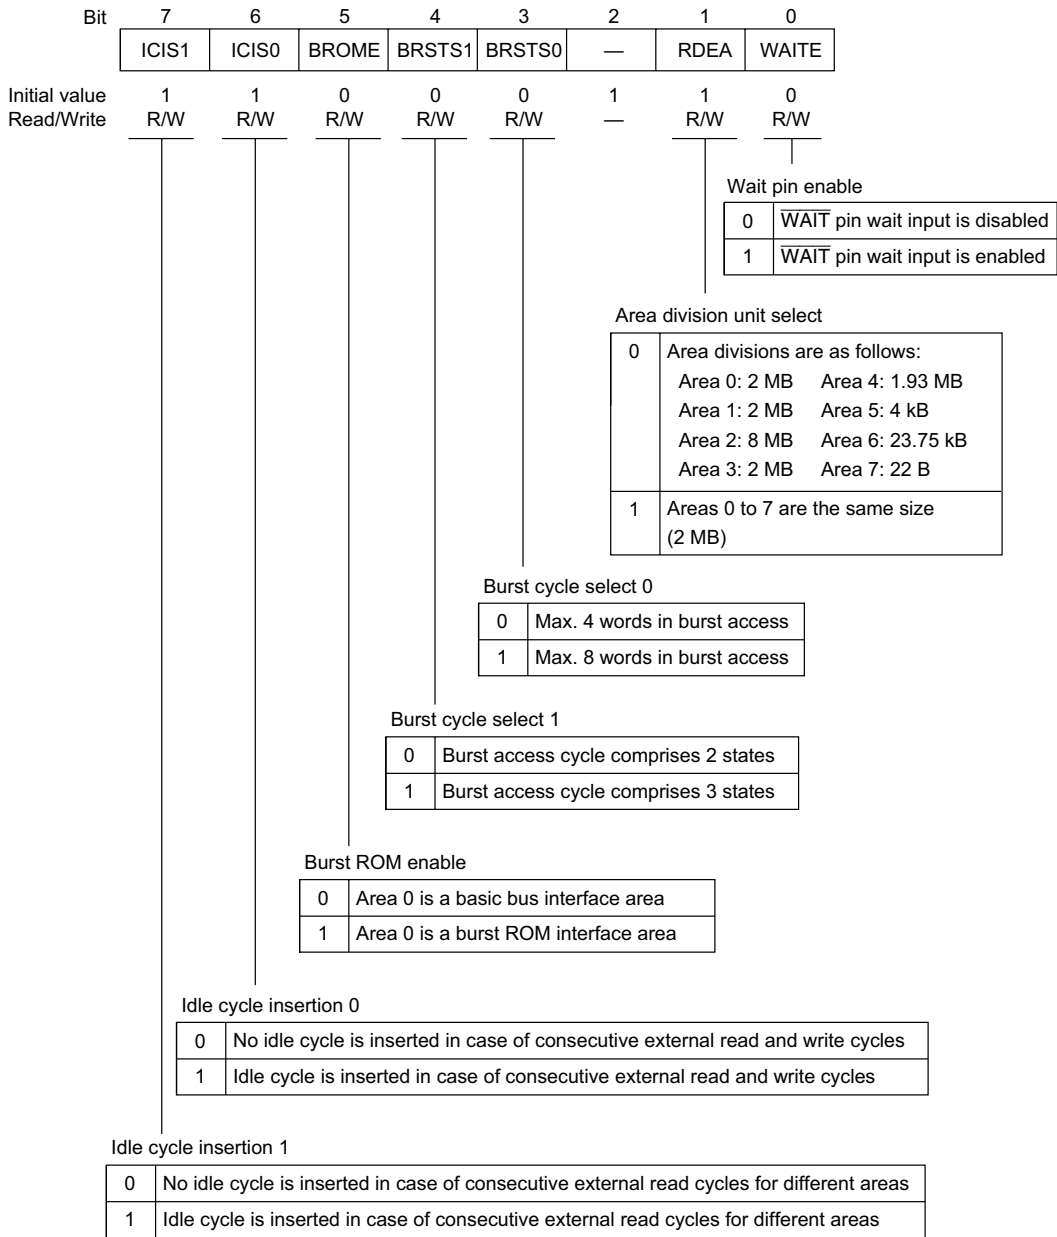 Bit 7 6 5 4 3 2 1 0
ICIS1 ICIS0 BROME BRSTS1 BRSTS0 — RDEA WAITE
Initial value 1 1 0 0 0 1 1 0
Read/Write R/W R/W R/W R/W R/W — R/W R/W
Wait pin enable
0 W̅A̅I̅T̅ pin wait input is disabled
1 W̅A̅I̅T̅ pin wait input is enabled
Area division unit select
0 Area divisions are as follows:
Area 0: 2 MB Area 4: 1.93 MB
Area 1: 2 MB Area 5: 4 kB
Area 2: 8 MB Area 6: 23.75 kB
Area 3: 2 MB Area 7: 22 B
1 Areas 0 to 7 are the same size
(2 MB)
Burst cycle select 0
0 Max. 4 words in burst access
1 Max. 8 words in burst access
Burst cycle select 1
0 Burst access cycle comprises 2 states
1 Burst access cycle comprises 3 states
Burst ROM enable
0 Area 0 is a basic bus interface area
1 Area 0 is a burst ROM interface area
Idle cycle insertion 0
0 No idle cycle is inserted in case of consecutive external read and write cycles
1 Idle cycle is inserted in case of consecutive external read and write cycles
Idle cycle insertion 1
0 No idle cycle is inserted in case of consecutive external read cycles for different areas
1 Idle cycle is inserted in case of consecutive external read cycles for different areas